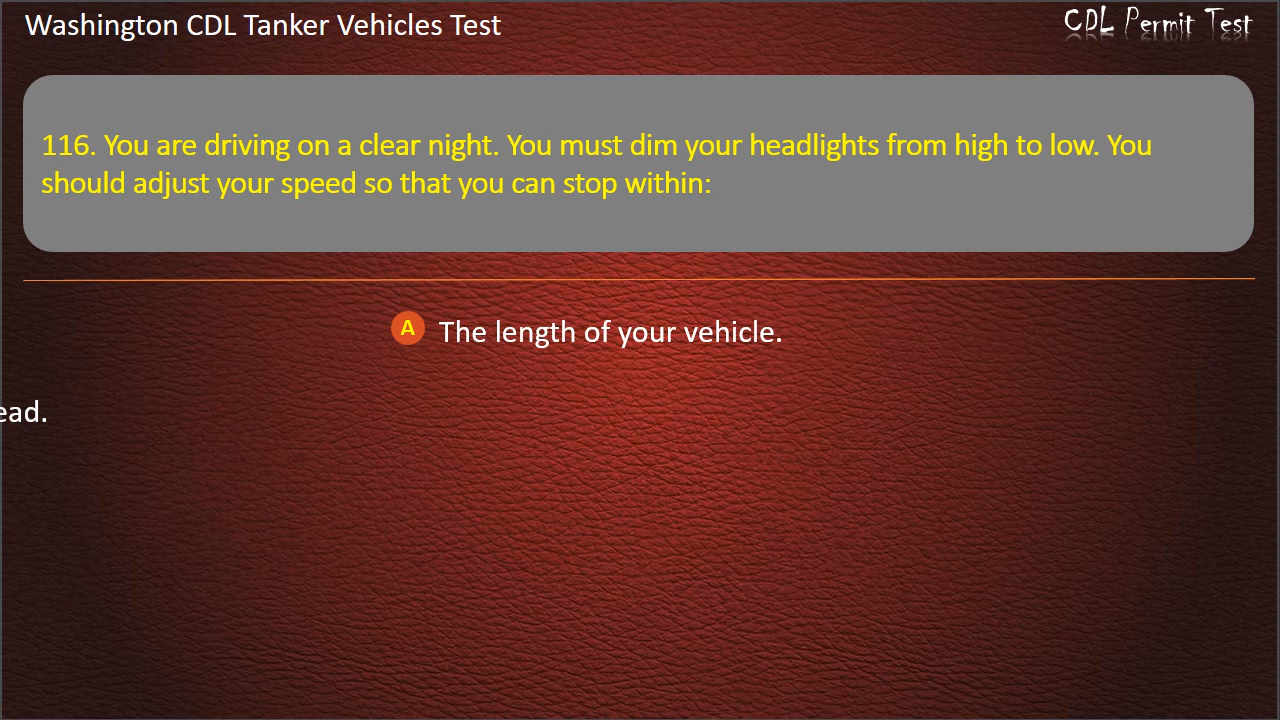 Washington CDL Tanker Vehicles Test
CDL Permit Test
116. You are driving on a clear night. You must dim your headlights from high to low. You
should adjust your speed so that you can stop within:
A The length of your vehicle.
ead.